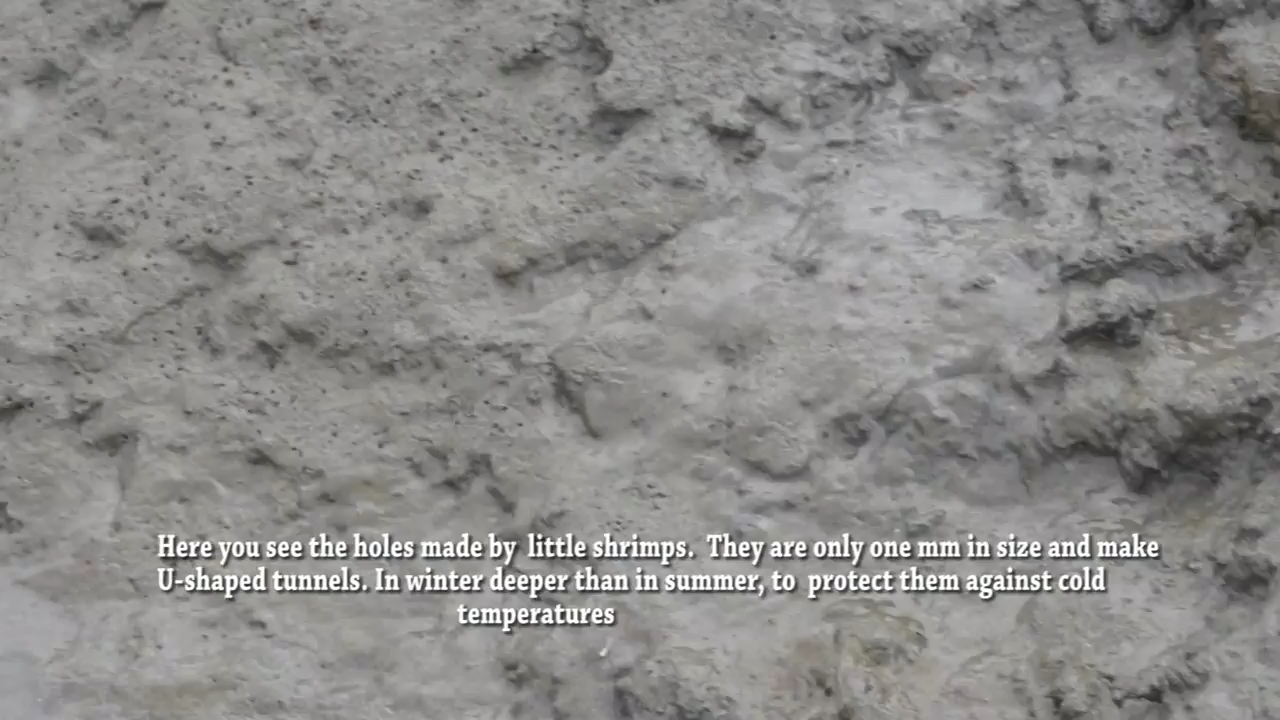 Here you see the holes made by little shrimps. They are only one mm in size and make
U-shaped tunnels. In winter deeper than in summer, to protect them against cold
temperatures